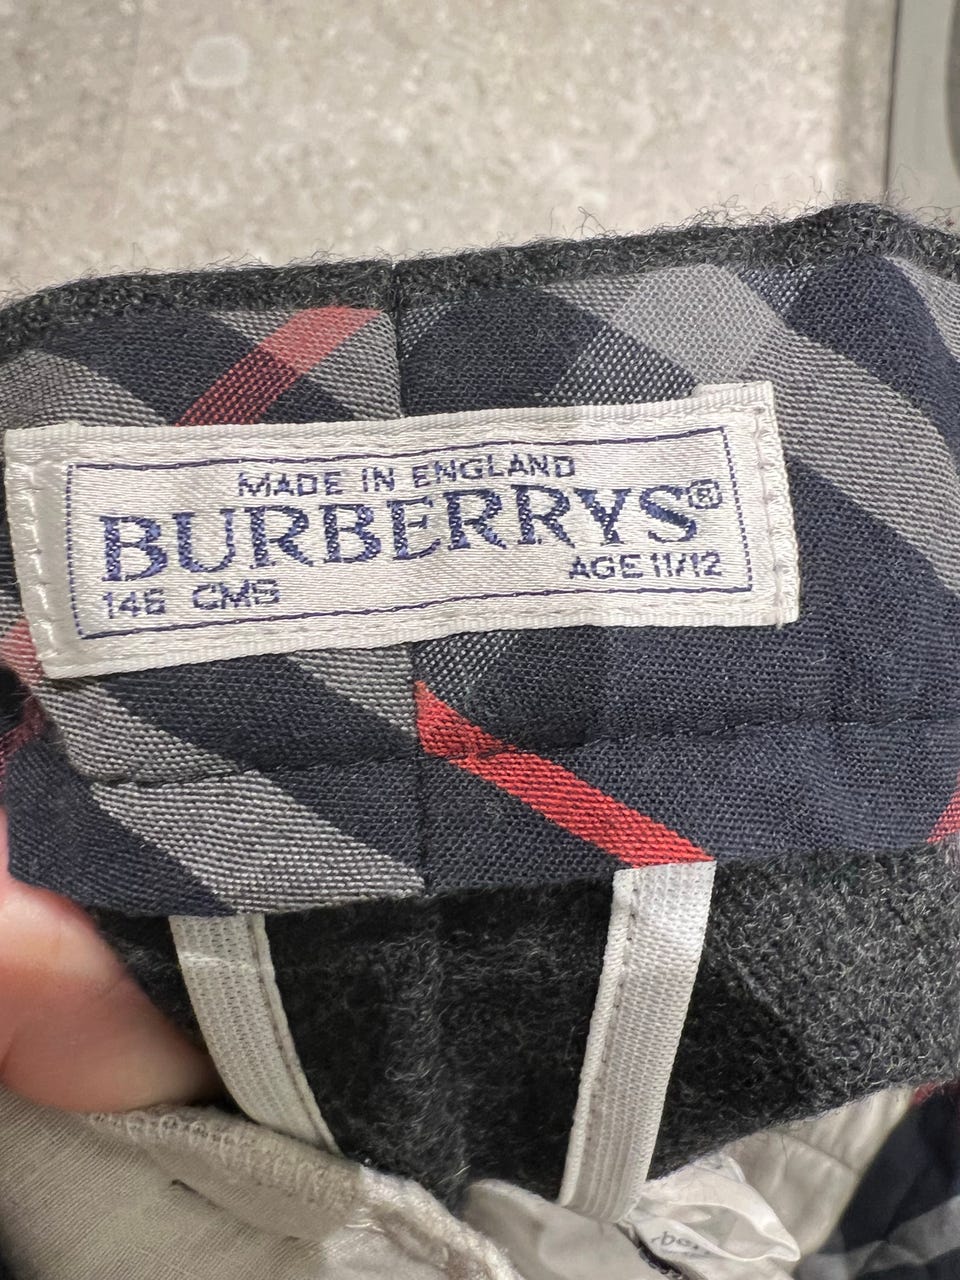 MADE IN ENGLAND
BURBERRYS®
146 CMS AGE 11/12